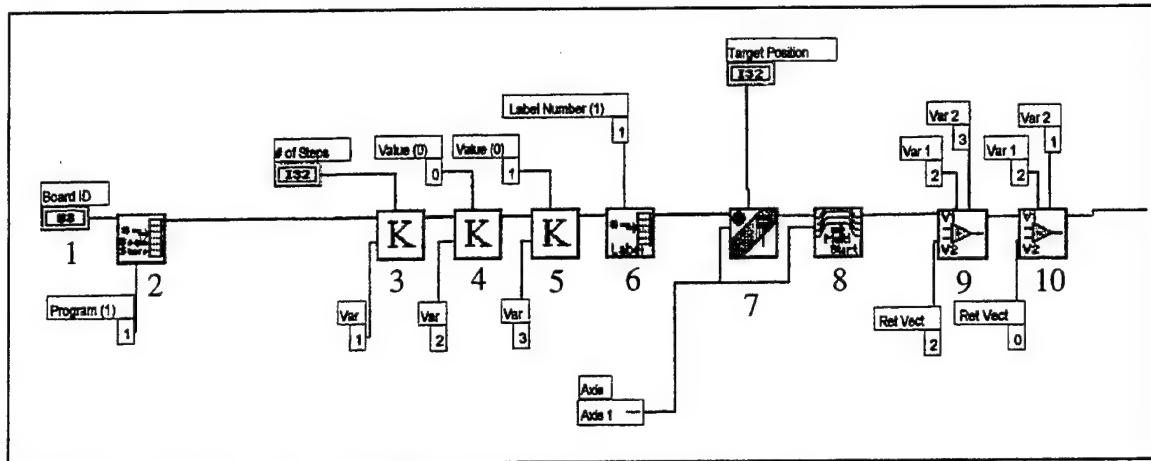 Target Position
I32
Label Number (1)
1
# of Steps
I32
Value (0)
0
Value (0)
1
Var 2
3
Var 1
2
Var 2
1
Var 1
2
Board ID
1
2
K
3
K
4
K
5
Label
6
7
8
9
10
Program (1)
1
Var
1
Var
2
Var
3
Ret Vect
2
Ret Vect
0
Axis
Axis 1